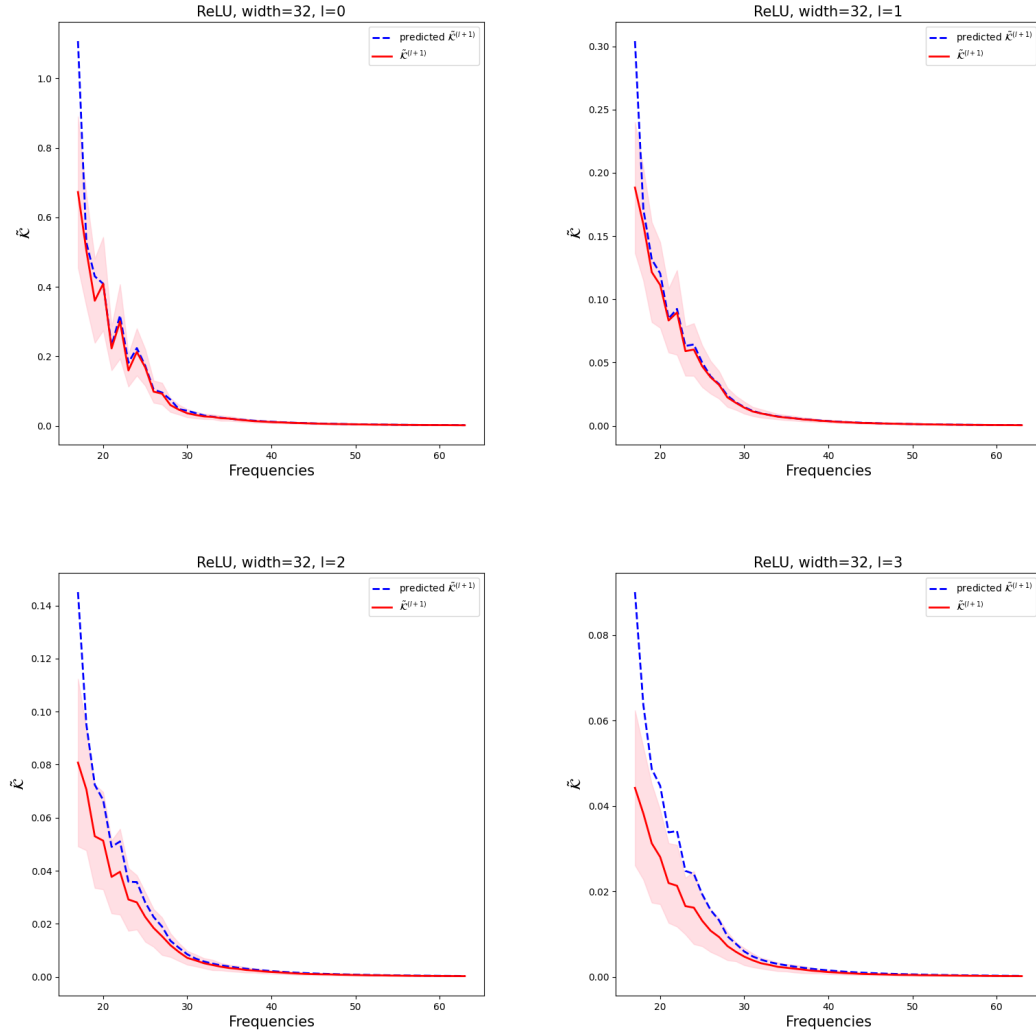 ReLU, width=32, l=0
predicted 𝒦̃⁽ˡ⁺¹⁾
𝒦̃⁽ˡ⁺¹⁾
1.0
0.8
0.6
0.4
0.2
0.0
𝒦̃
20 30 40 50 60
Frequencies
ReLU, width=32, l=1
predicted 𝒦̃⁽ˡ⁺¹⁾
𝒦̃⁽ˡ⁺¹⁾
0.30
0.25
0.20
0.15
0.10
0.05
0.00
𝒦̃
20 30 40 50 60
Frequencies
ReLU, width=32, l=2
predicted 𝒦̃⁽ˡ⁺¹⁾
𝒦̃⁽ˡ⁺¹⁾
0.14
0.12
0.10
0.08
0.06
0.04
0.02
0.00
𝒦̃
20 30 40 50 60
Frequencies
ReLU, width=32, l=3
predicted 𝒦̃⁽ˡ⁺¹⁾
𝒦̃⁽ˡ⁺¹⁾
0.08
0.06
0.04
0.02
0.00
𝒦̃
20 30 40 50 60
Frequencies